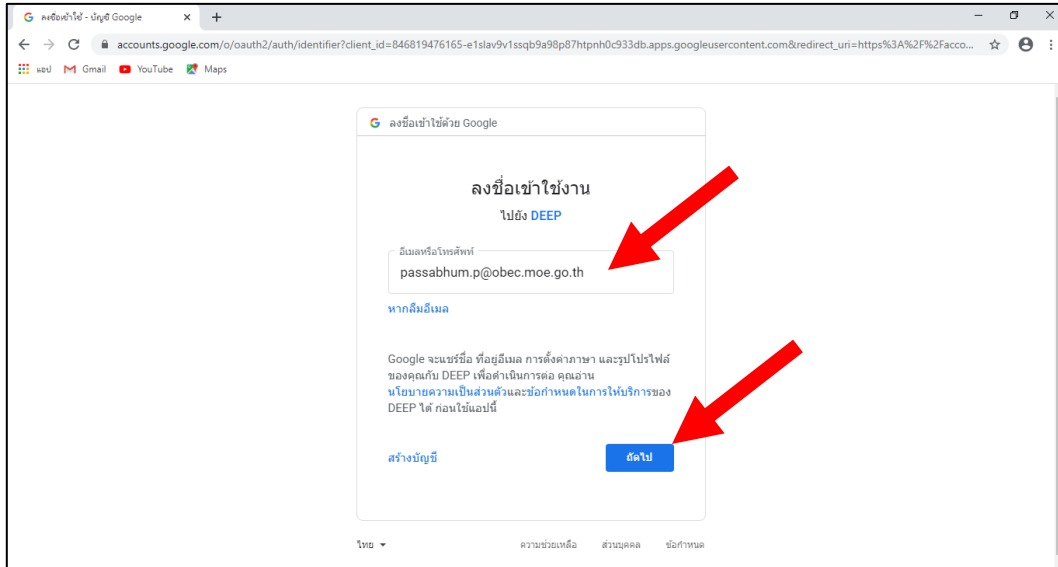 ลงชื่อเข้าใช้ - บัญชี Google
accounts.google.com/o/oauth2/auth/identifier?client_id=846819476165-e1slav9v1ssqb9a98p87htpnh0c933db.apps.googleusercontent.com&redirect_uri=https%3A%2F%2Facco...
แอป Gmail YouTube Maps
ลงชื่อเข้าใช้ด้วย Google
ลงชื่อเข้าใช้งาน
ไปยัง DEEP
อีเมลหรือโทรศัพท์
passabhum.p@obec.moe.go.th
หากลืมอีเมล
Google จะแชร์ชื่อ ที่อยู่อีเมล การตั้งค่าภาษา และรูปโปรไฟล์
ของคุณกับ DEEP เพื่อดำเนินการต่อ คุณอ่าน
นโยบายความเป็นส่วนตัวและข้อกำหนดในการให้บริการของ
DEEP ได้ ก่อนใช้แอปนี้
สร้างบัญชี ถัดไป
ไทย ความช่วยเหลือ ส่วนบุคคล ข้อกำหนด